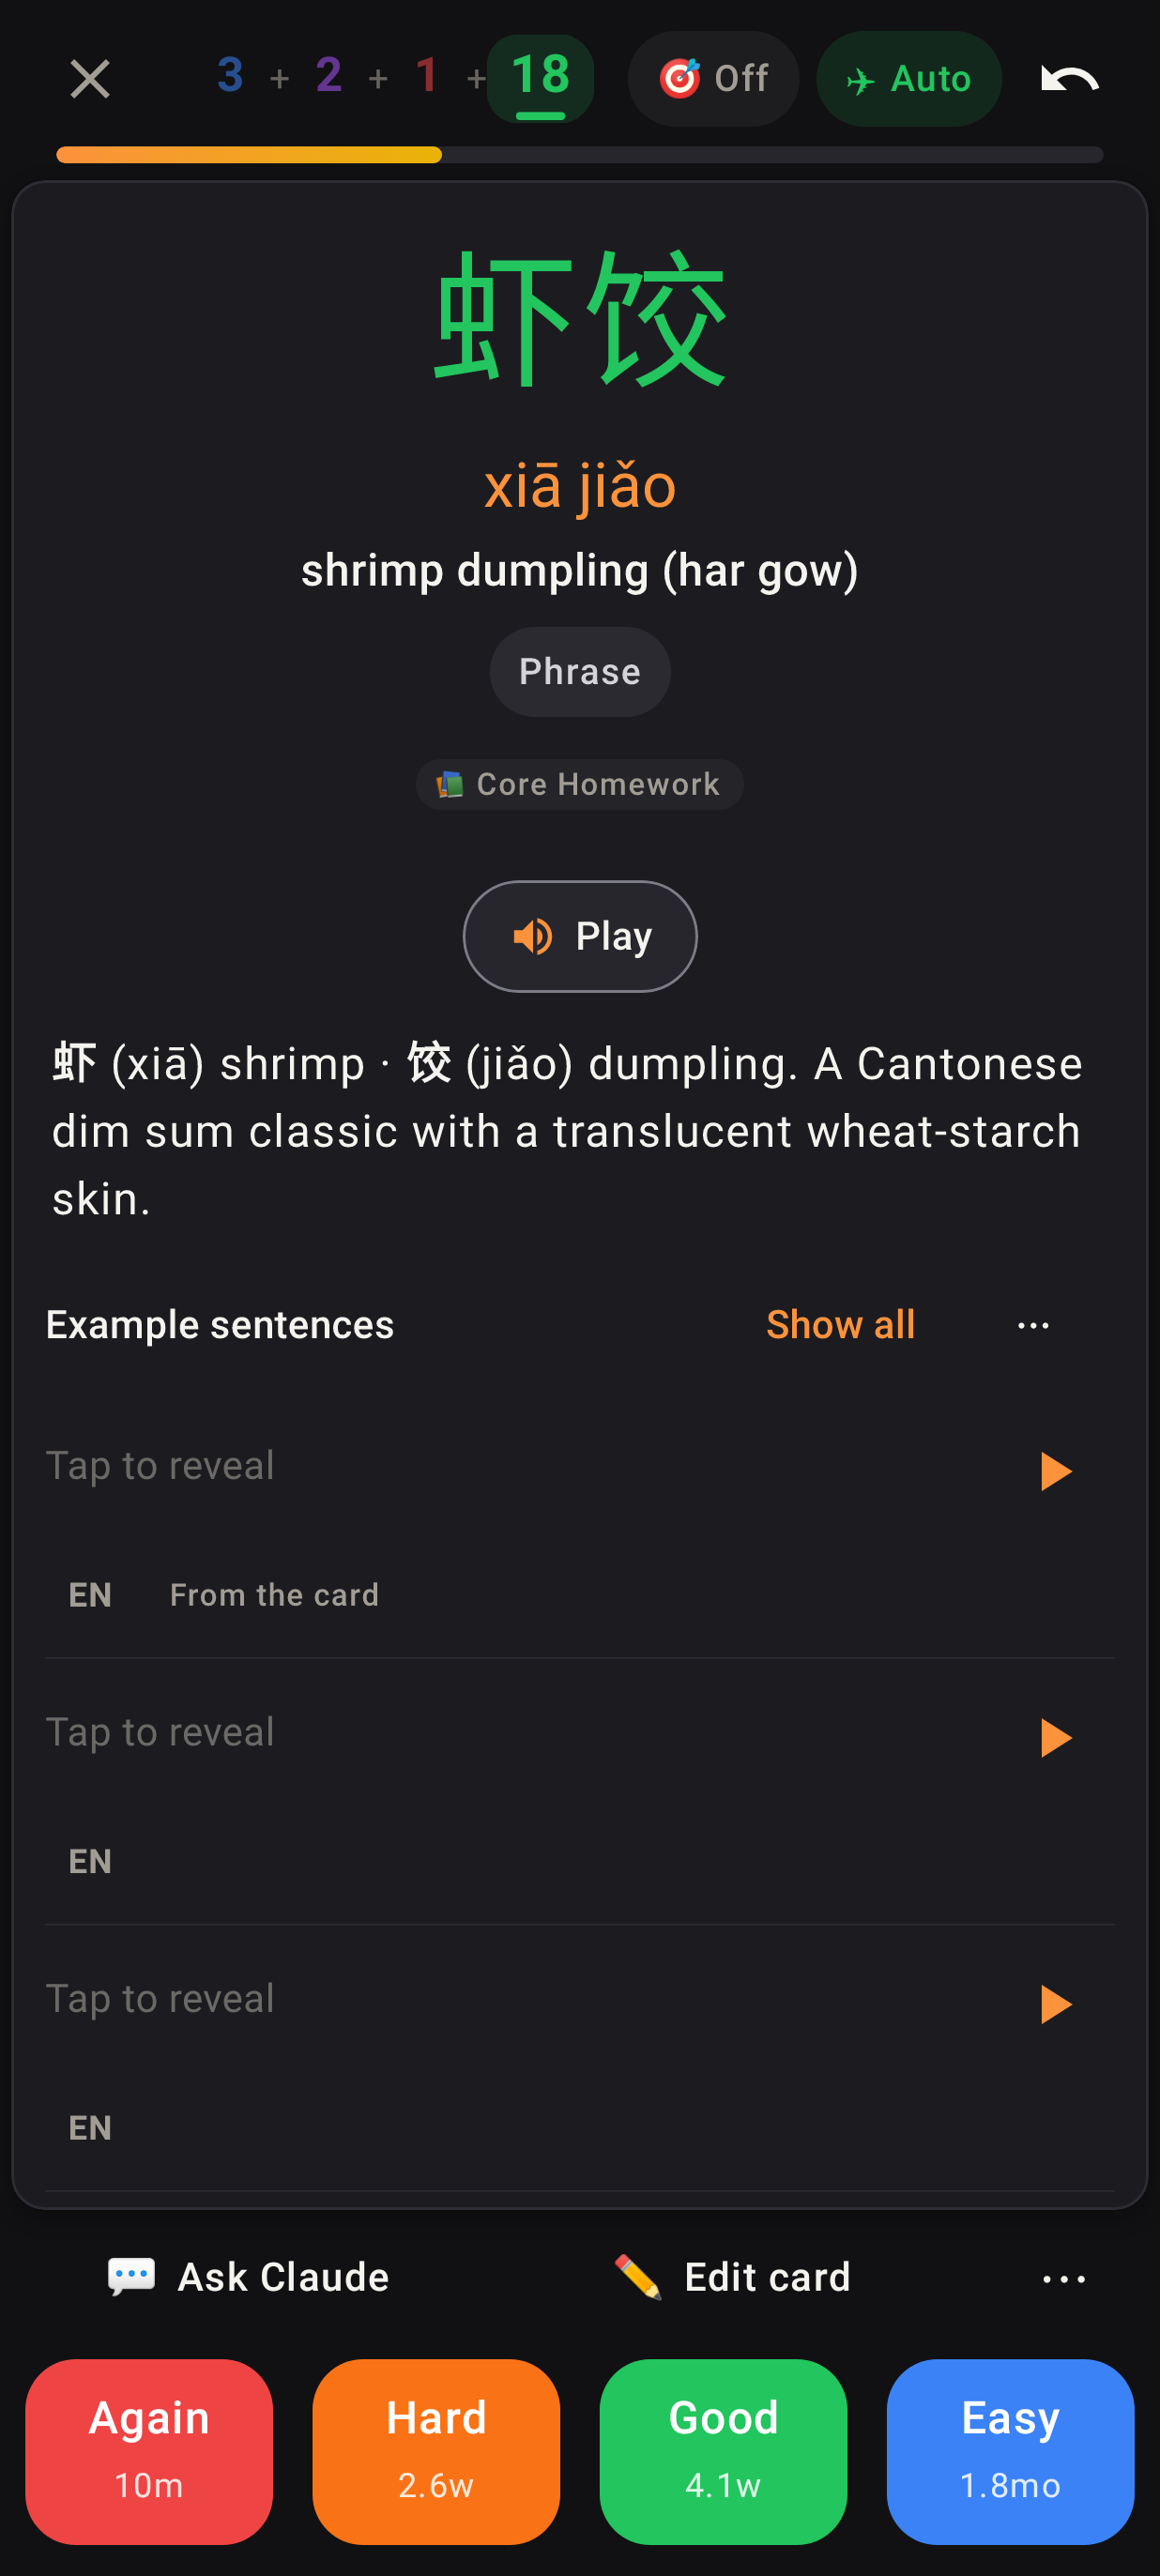 3 + 2 + 1 + 18 Off Auto
虾饺
xiā jiǎo
shrimp dumpling (har gow)
Phrase
Core Homework
Play
虾 (xiā) shrimp · 饺 (jiǎo) dumpling. A Cantonese
dim sum classic with a translucent wheat-starch
skin.
Example sentences Show all ...
Tap to reveal
EN From the card
Tap to reveal
EN
Tap to reveal
EN
Ask Claude Edit card ...
Again Hard Good Easy
10m 2.6w 4.1w 1.8mo